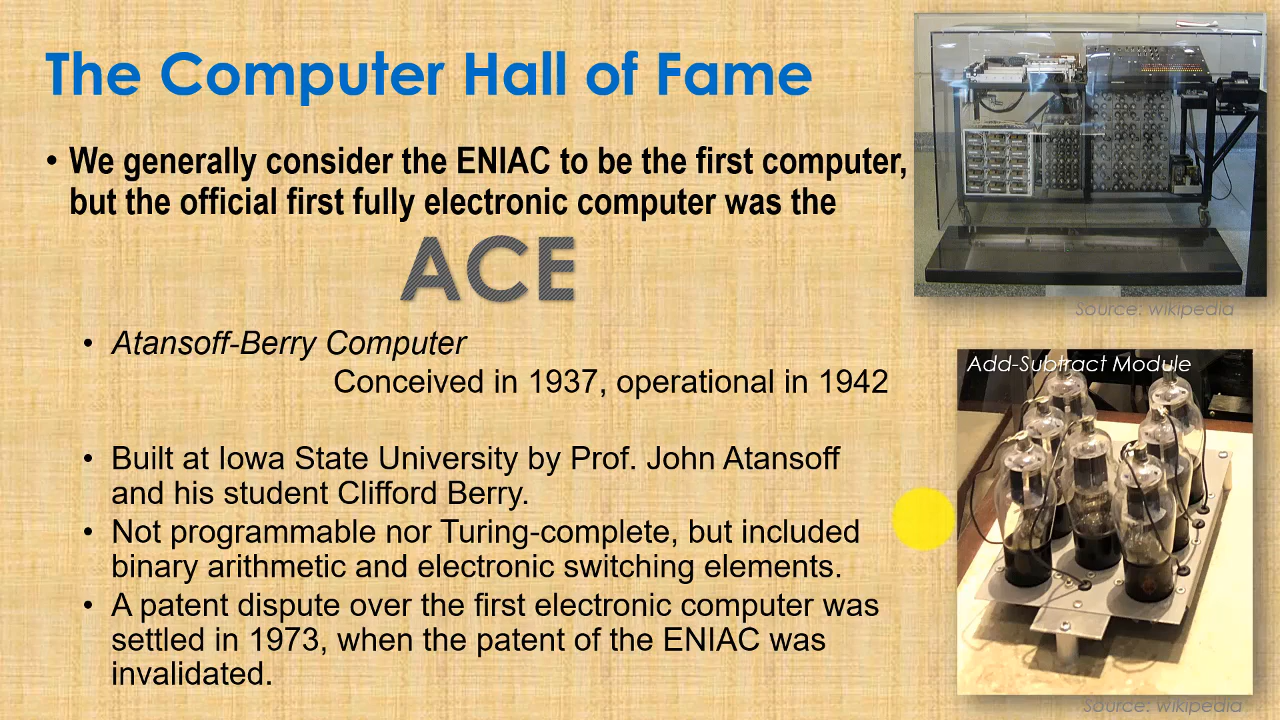 The Computer Hall of Fame
• We generally consider the ENIAC to be the first computer,
but the official first fully electronic computer was the
ACE
• Atansoff-Berry Computer
Conceived in 1937, operational in 1942
• Built at Iowa State University by Prof. John Atansoff
and his student Clifford Berry.
• Not programmable nor Turing-complete, but included
binary arithmetic and electronic switching elements.
• A patent dispute over the first electronic computer was
settled in 1973, when the patent of the ENIAC was
invalidated.
Source: wikipedia
Add-Subtract Module
Source: wikipedia